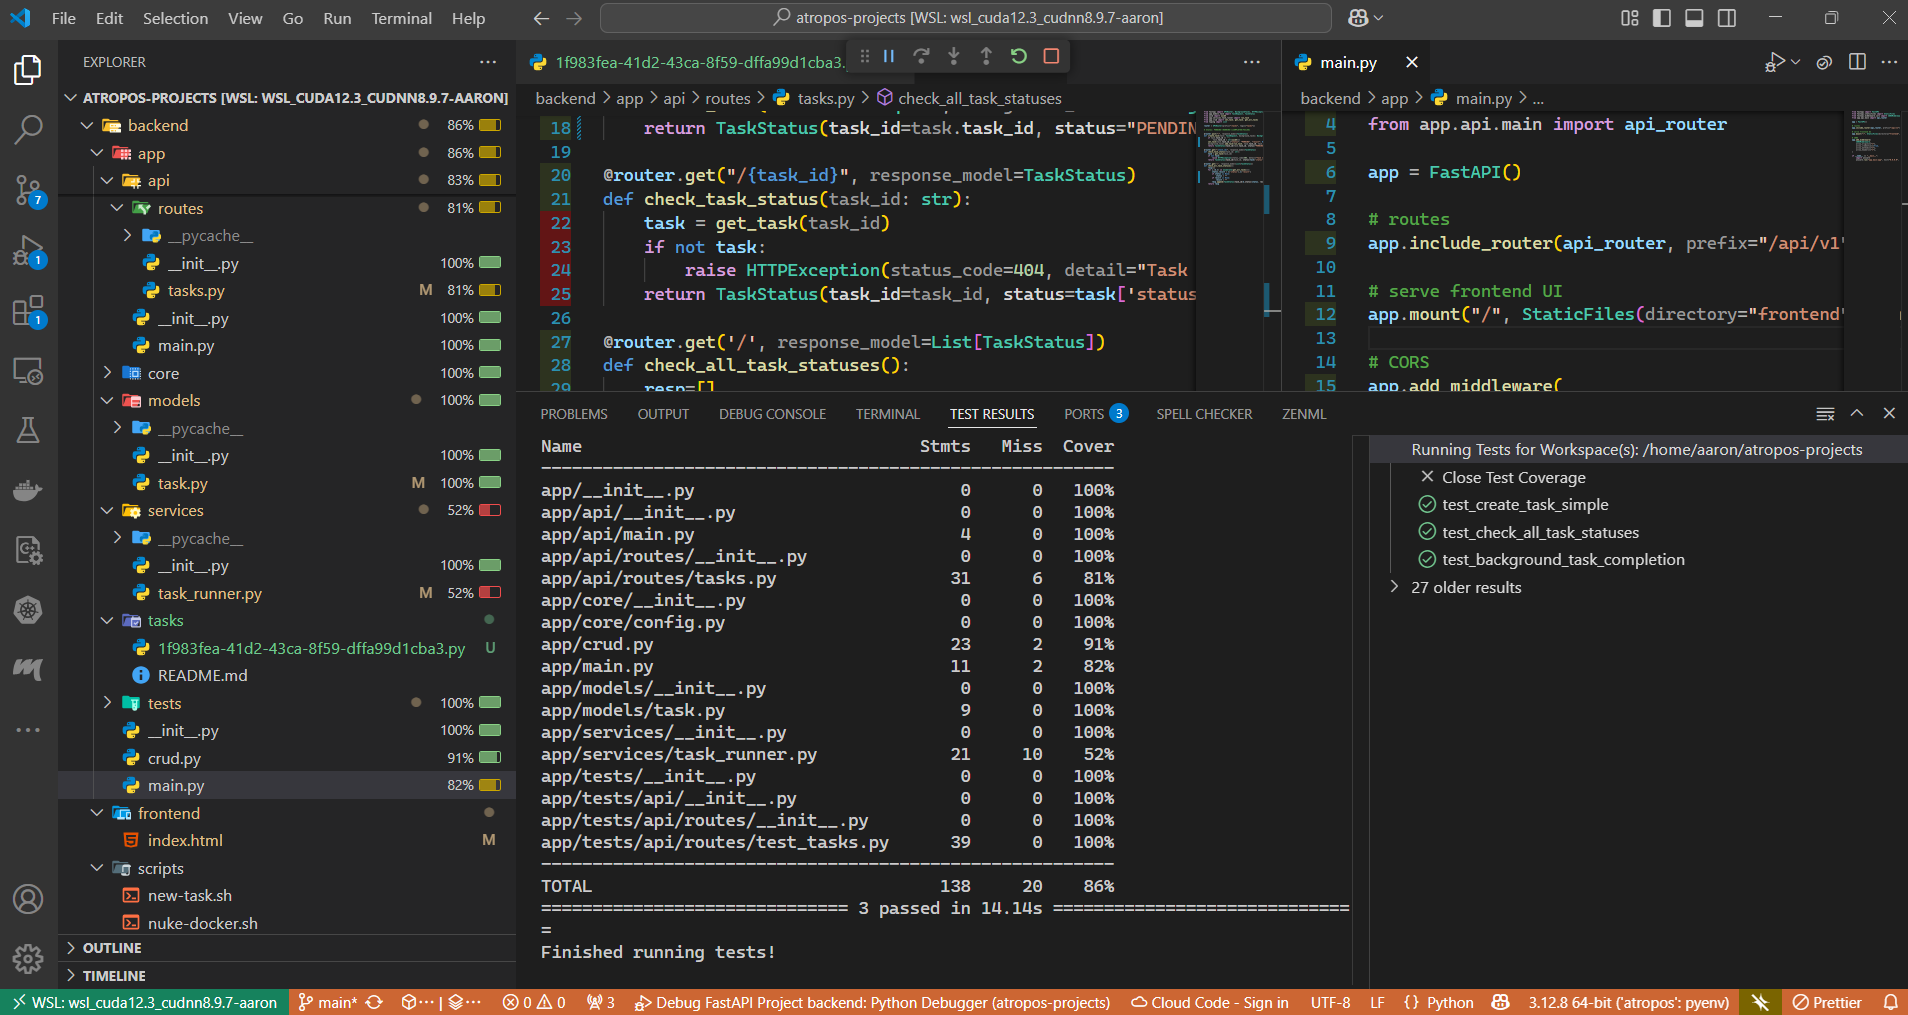 File Edit Selection View Go Run Terminal Help
atropos-projects [WSL: wsl_cuda12.3_cudnn8.9.7-aaron]
EXPLORER
ATROPOS-PROJECTS [WSL: WSL_CUDA12.3_CUDNN8.9.7-AARON]
backend 86%
app 86%
api 83%
routes 81%
__pycache__
__init__.py 100%
tasks.py M 81%
__init__.py 100%
main.py 100%
core 100%
models 100%
__pycache__
__init__.py 100%
task.py M 100%
services 52%
__pycache__
__init__.py 100%
task_runner.py M 52%
tasks
1f983fea-41d2-43ca-8f59-dffa99d1cba3.py U
README.md
tests 100%
__init__.py 100%
crud.py 91%
main.py 82%
frontend
index.html M
scripts
new-task.sh
nuke-docker.sh
OUTLINE
TIMELINE
7
1
1
1f983fea-41d2-43ca-8f59-dffa99d1cba3.
backend > app > api > routes > tasks.py > check_all_task_statuses
18 return TaskStatus(task_id=task.task_id, status="PENDIN
19
20 @router.get("/{task_id}", response_model=TaskStatus)
21 def check_task_status(task_id: str):
22 task = get_task(task_id)
23 if not task:
24 raise HTTPException(status_code=404, detail="Task
25 return TaskStatus(task_id=task_id, status=task['status
26
27 @router.get('/', response_model=List[TaskStatus])
28 def check_all_task_statuses():
29 resp=[]
main.py
backend > app > main.py > ...
4 from app.api.main import api_router
5
6 app = FastAPI()
7
8 # routes
9 app.include_router(api_router, prefix="/api/v1"
10
11 # serve frontend UI
12 app.mount("/", StaticFiles(directory="frontend"
13
14 # CORS
15 app.add_middleware(
PROBLEMS OUTPUT DEBUG CONSOLE TERMINAL TEST RESULTS PORTS 3 SPELL CHECKER ZENML
Name Stmts Miss Cover
--------------------------------------------------------
app/__init__.py 0 0 100%
app/api/__init__.py 0 0 100%
app/api/main.py 4 0 100%
app/api/routes/__init__.py 0 0 100%
app/api/routes/tasks.py 31 6 81%
app/core/__init__.py 0 0 100%
app/core/config.py 0 0 100%
app/crud.py 23 2 91%
app/main.py 11 2 82%
app/models/__init__.py 0 0 100%
app/models/task.py 9 0 100%
app/services/__init__.py 0 0 100%
app/services/task_runner.py 21 10 52%
app/tests/__init__.py 0 0 100%
app/tests/api/__init__.py 0 0 100%
app/tests/api/routes/__init__.py 0 0 100%
app/tests/api/routes/test_tasks.py 39 0 100%
--------------------------------------------------------
TOTAL 138 20 86%
============================== 3 passed in 14.14s =============================
=
Finished running tests!
Running Tests for Workspace(s): /home/aaron/atropos-projects
Close Test Coverage
test_create_task_simple
test_check_all_task_statuses
test_background_task_completion
27 older results
WSL: wsl_cuda12.3_cudnn8.9.7-aaron main* 0 0 3 Debug FastAPI Project backend: Python Debugger (atropos-projects) Cloud Code - Sign in UTF-8 LF {} Python 3.12.8 64-bit ('atropos': pyenv) Prettier